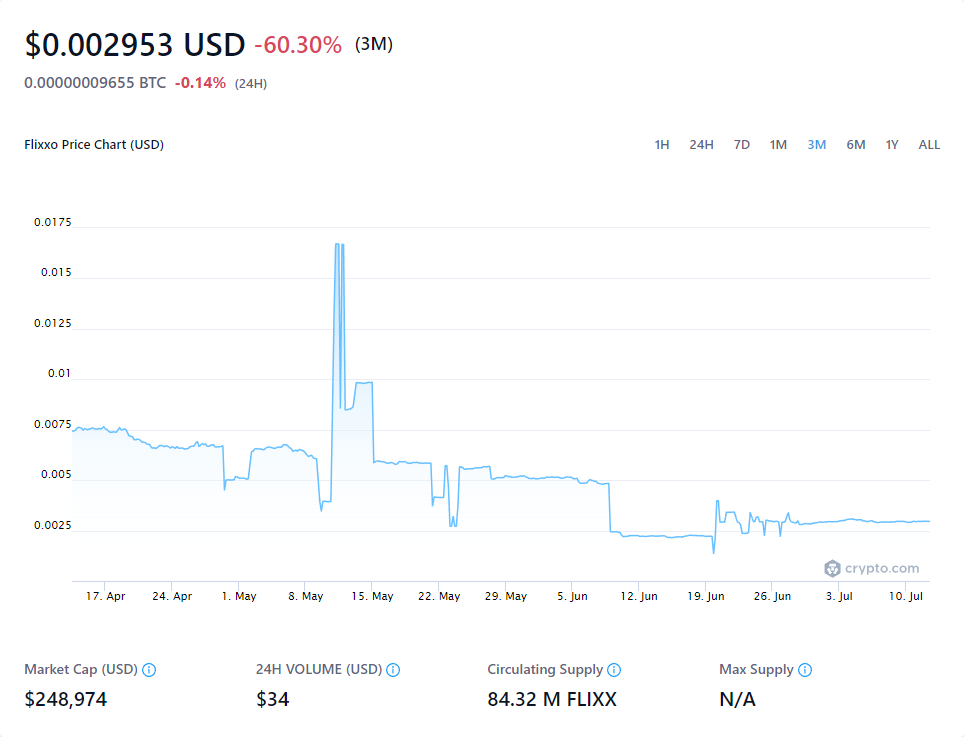 $0.002953 USD -60.30% (3M)
0.00000009655 BTC -0.14% (24H)
Flixxo Price Chart (USD) 1H 24H 7D 1M 3M 6M 1Y ALL
0.0175
0.015
0.0125
0.01
0.0075
0.005
0.0025
crypto.com
17. Apr 24. Apr 1. May 8. May 15. May 22. May 29. May 5. Jun 12. Jun 19. Jun 26. Jun 3. Jul 10. Jul
Market Cap (USD) 24H VOLUME (USD) Circulating Supply Max Supply
$248,974 $34 84.32 M FLIXX N/A